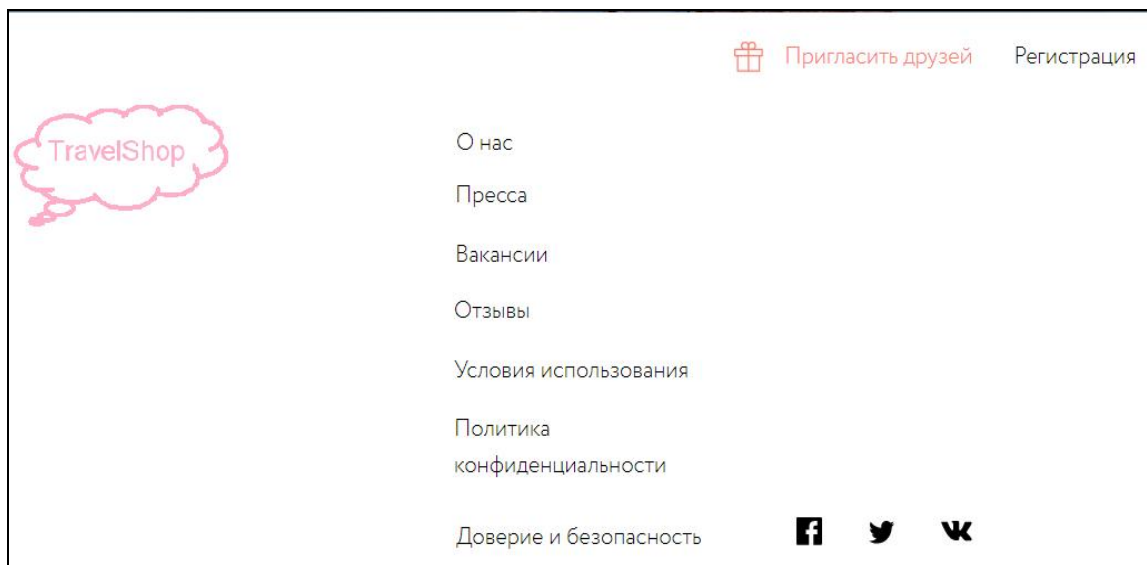 Пригласить друзей Регистрация
TravelShop
О нас
Пресса
Вакансии
Отзывы
Условия использования
Политика
конфиденциальности
Доверие и безопасность